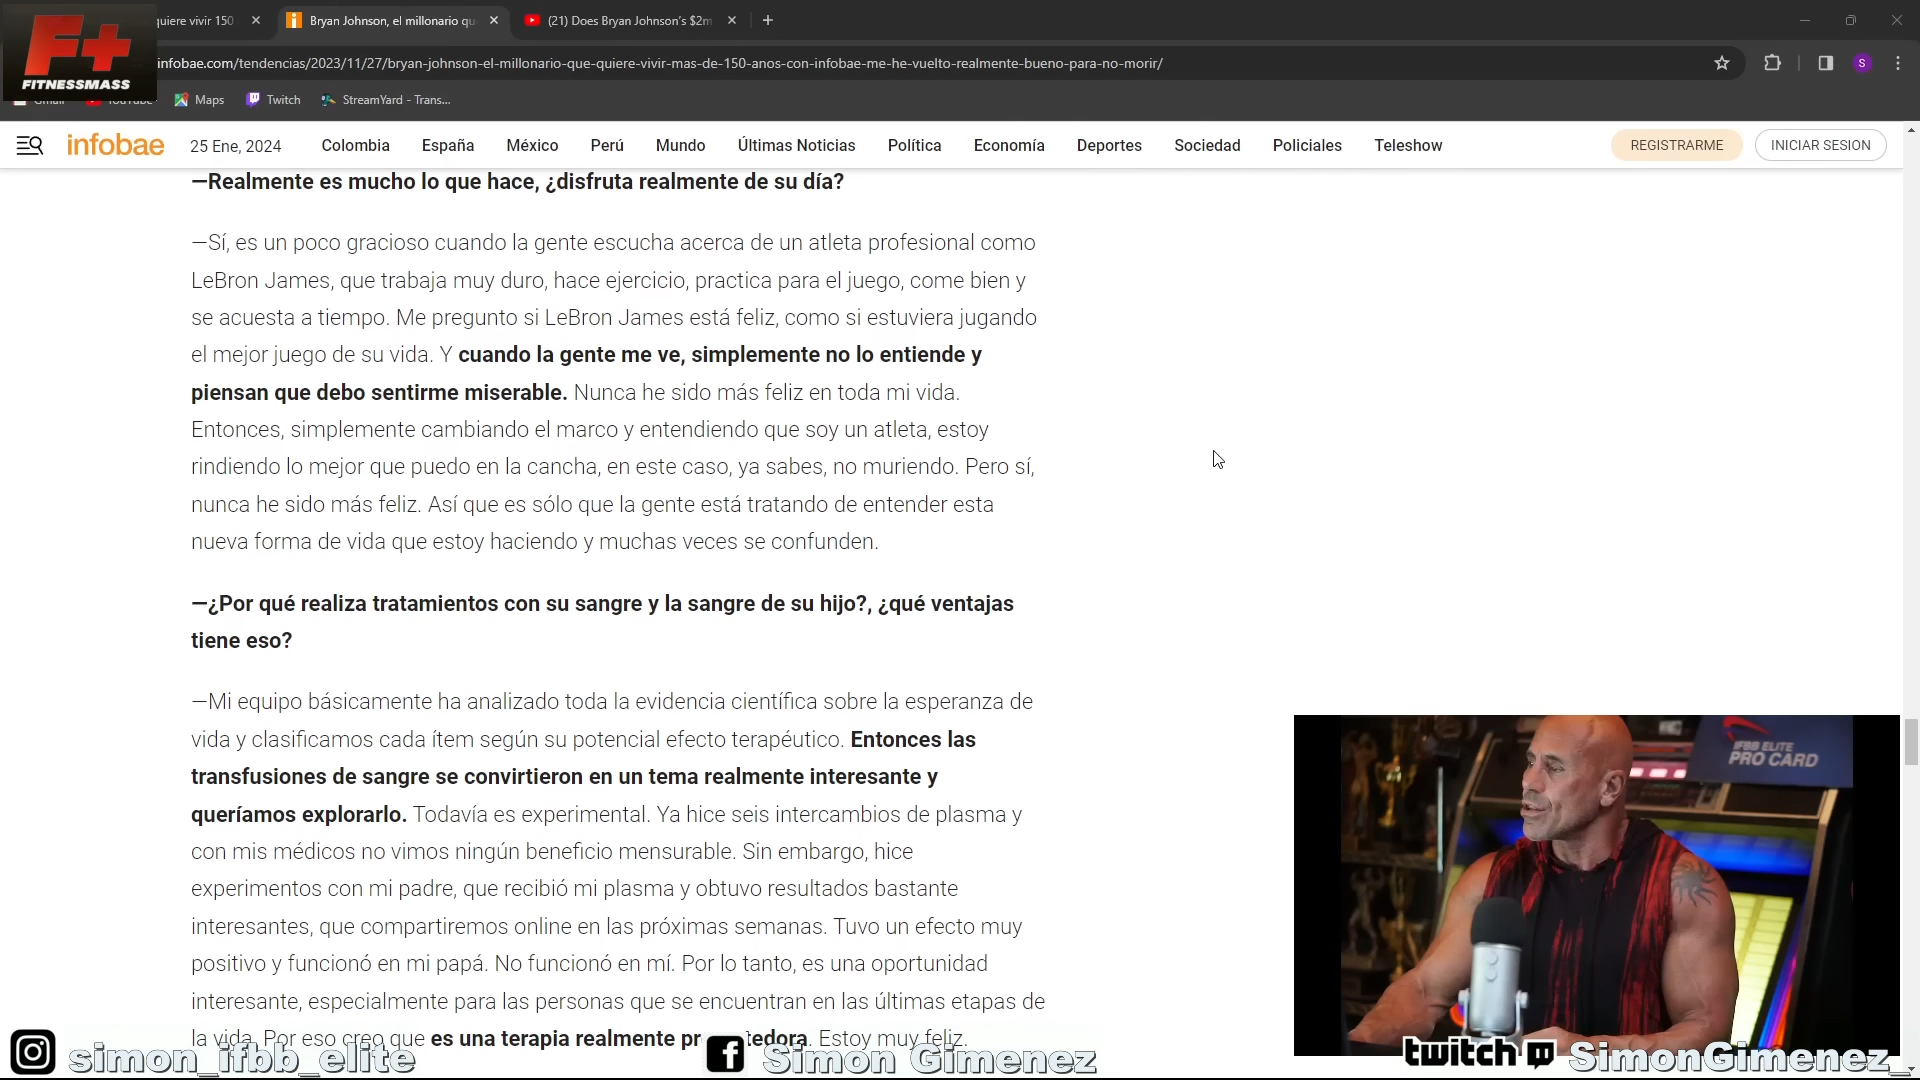 quiere vivir 150
Bryan Johnson, el millonario qu
(21) Does Bryan Johnson's $2m
F+
FITNESSMASS
infobae.com/tendencias/2023/11/27/bryan-johnson-el-millonario-que-quiere-vivir-mas-de-150-anos-con-infobae-me-he-vuelto-realmente-bueno-para-no-morir/
S
Gmail
YouTube
Maps
Twitch
StreamYard - Trans...
infobae
25 Ene, 2024
Colombia
España
México
Perú
Mundo
Últimas Noticias
Política
Economía
Deportes
Sociedad
Policiales
Teleshow
REGISTRARME
INICIAR SESION
—Realmente es mucho lo que hace, ¿disfruta realmente de su día?
—Sí, es un poco gracioso cuando la gente escucha acerca de un atleta profesional como
LeBron James, que trabaja muy duro, hace ejercicio, practica para el juego, come bien y
se acuesta a tiempo. Me pregunto si LeBron James está feliz, como si estuviera jugando
el mejor juego de su vida. Y cuando la gente me ve, simplemente no lo entiende y
piensan que debo sentirme miserable. Nunca he sido más feliz en toda mi vida.
Entonces, simplemente cambiando el marco y entendiendo que soy un atleta, estoy
rindiendo lo mejor que puedo en la cancha, en este caso, ya sabes, no muriendo. Pero sí,
nunca he sido más feliz. Así que es sólo que la gente está tratando de entender esta
nueva forma de vida que estoy haciendo y muchas veces se confunden.
—¿Por qué realiza tratamientos con su sangre y la sangre de su hijo?, ¿qué ventajas
tiene eso?
—Mi equipo básicamente ha analizado toda la evidencia científica sobre la esperanza de
vida y clasificamos cada ítem según su potencial efecto terapéutico. Entonces las
transfusiones de sangre se convirtieron en un tema realmente interesante y
queríamos explorarlo. Todavía es experimental. Ya hice seis intercambios de plasma y
con mis médicos no vimos ningún beneficio mensurable. Sin embargo, hice
experimentos con mi padre, que recibió mi plasma y obtuvo resultados bastante
interesantes, que compartiremos online en las próximas semanas. Tuvo un efecto muy
positivo y funcionó en mi papá. No funcionó en mí. Por lo tanto, es una oportunidad
interesante, especialmente para las personas que se encuentran en las últimas etapas de
la vida. Por eso creo que es una terapia realmente pr tedora. Estoy muy feliz.
IFBB ELITE
PRO CARD
simon_ifbb_elite
Simon Gimenez
twitch
SimonGimenez_